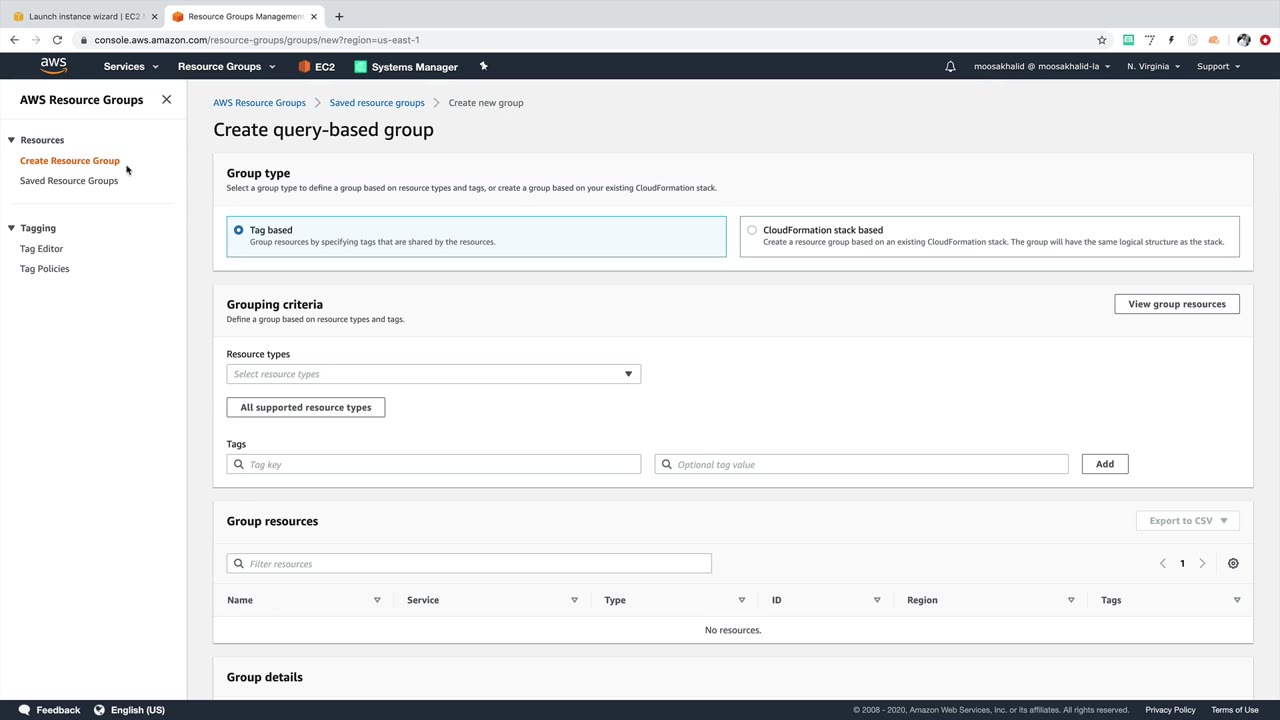 Launch instance wizard | EC2
Resource Groups Management
console.aws.amazon.com/resource-groups/groups/new?region=us-east-1
aws
Services
Resource Groups
EC2
Systems Manager
moosakhalid @ moosakhalid-la
N. Virginia
Support
AWS Resource Groups
Resources
Create Resource Group
Saved Resource Groups
Tagging
Tag Editor
Tag Policies
AWS Resource Groups
Saved resource groups
Create new group
Create query-based group
Group type
Select a group type to define a group based on resource types and tags, or create a group based on your existing CloudFormation stack.
Tag based
Group resources by specifying tags that are shared by the resources.
CloudFormation stack based
Create a resource group based on an existing CloudFormation stack. The group will have the same logical structure as the stack.
Grouping criteria
View group resources
Define a group based on resource types and tags.
Resource types
Select resource types
All supported resource types
Tags
Tag key
Optional tag value
Add
Group resources
Export to CSV
Filter resources
1
Name
Service
Type
ID
Region
Tags
No resources.
Group details
Feedback
English (US)
© 2008 - 2020, Amazon Web Services, Inc. or its affiliates. All rights reserved.
Privacy Policy
Terms of Use